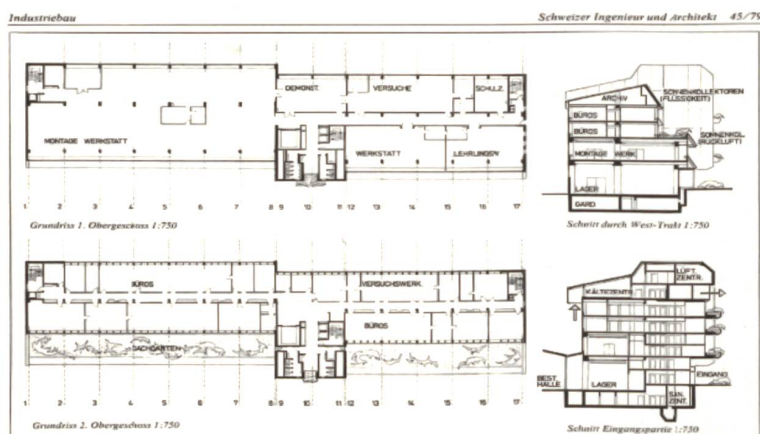 Industriebau
Schweizer Ingenieur und Architekt 45/79
DEMONST.
VERSUCHE
SCHULZ.
MONTAGE WERKSTATT
WERKSTATT
LEHRLINGSW.
1 2 3 4 5 6 7 8 9 10 11 12 13 14 15 16 17
Grundriss 1. Obergeschoss 1:750
SONNENKOLLEKTOREN
(FLÜSSIGKEIT)
ARCHIV
BÜROS
BÜROS
SONNENKOL.
(RÜCKLUFT)
MONTAGE WERK
LAGER
GARD.
Schnitt durch West-Trakt 1:750
BÜROS
VERSUCHSWERK.
BÜROS
DACHGARTEN
1 2 3 4 5 6 7 8 9 10 11 12 13 14 15 16 17
Grundriss 2. Obergeschoss 1:750
LÜFT.
ZENTR.
KÄLTEZENTR.
BEST.
HALLE
LAGER
EINGANG
SAN.
ZENT.
Schnitt Eingangspartie 1:750